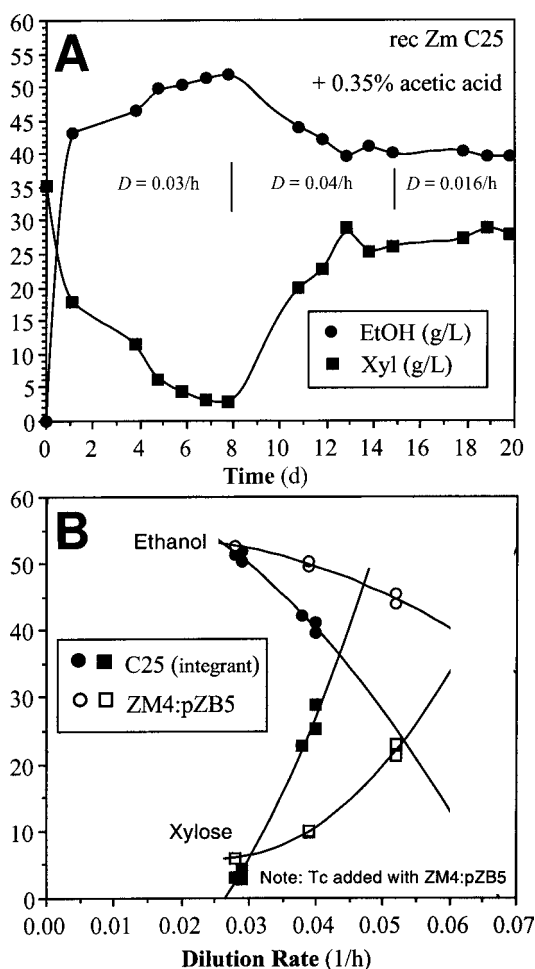 60
55
50
45
40
35
30
25
20
15
10
5
0
A
rec Zm C25
+ 0.35% acetic acid
D = 0.03/h
D = 0.04/h
D = 0.016/h
EtOH (g/L)
Xyl (g/L)
0 2 4 6 8 10 12 14 16 18 20
Time (d)
60
50
40
30
20
10
0
B
Ethanol
C25 (integrant)
ZM4:pZB5
Xylose
Note: Tc added with ZM4:pZB5
0.00 0.01 0.02 0.03 0.04 0.05 0.06 0.07
Dilution Rate (1/h)